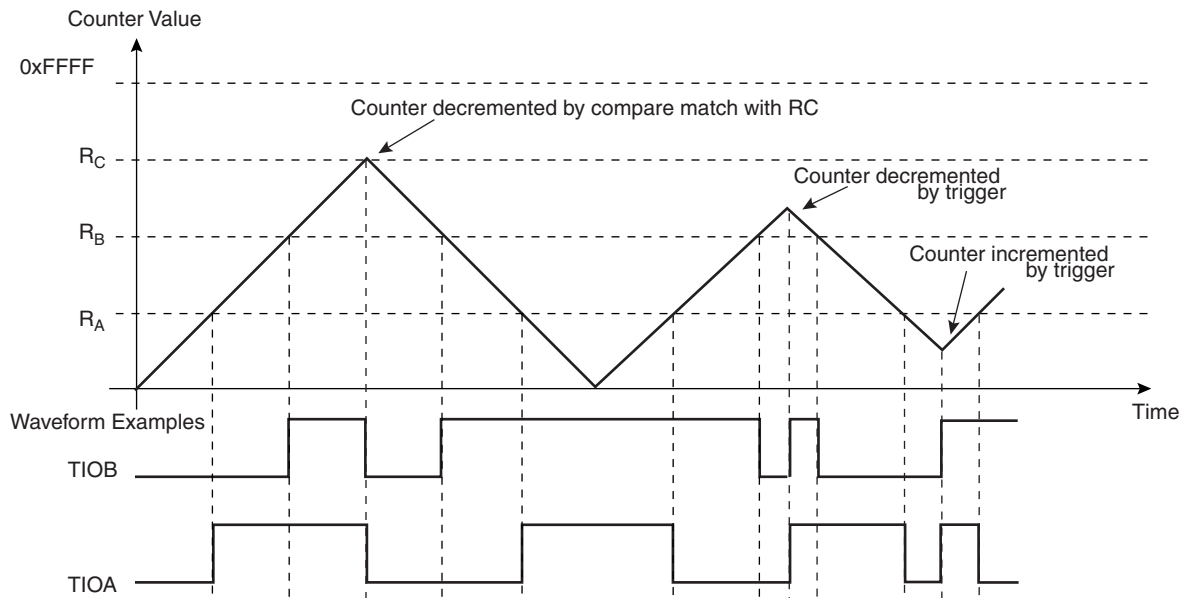 Counter Value
0xFFFF
Counter decremented by compare match with RC
RC
Counter decremented
by trigger
RB
Counter incremented
by trigger
RA
Time
Waveform Examples
TIOB
TIOA